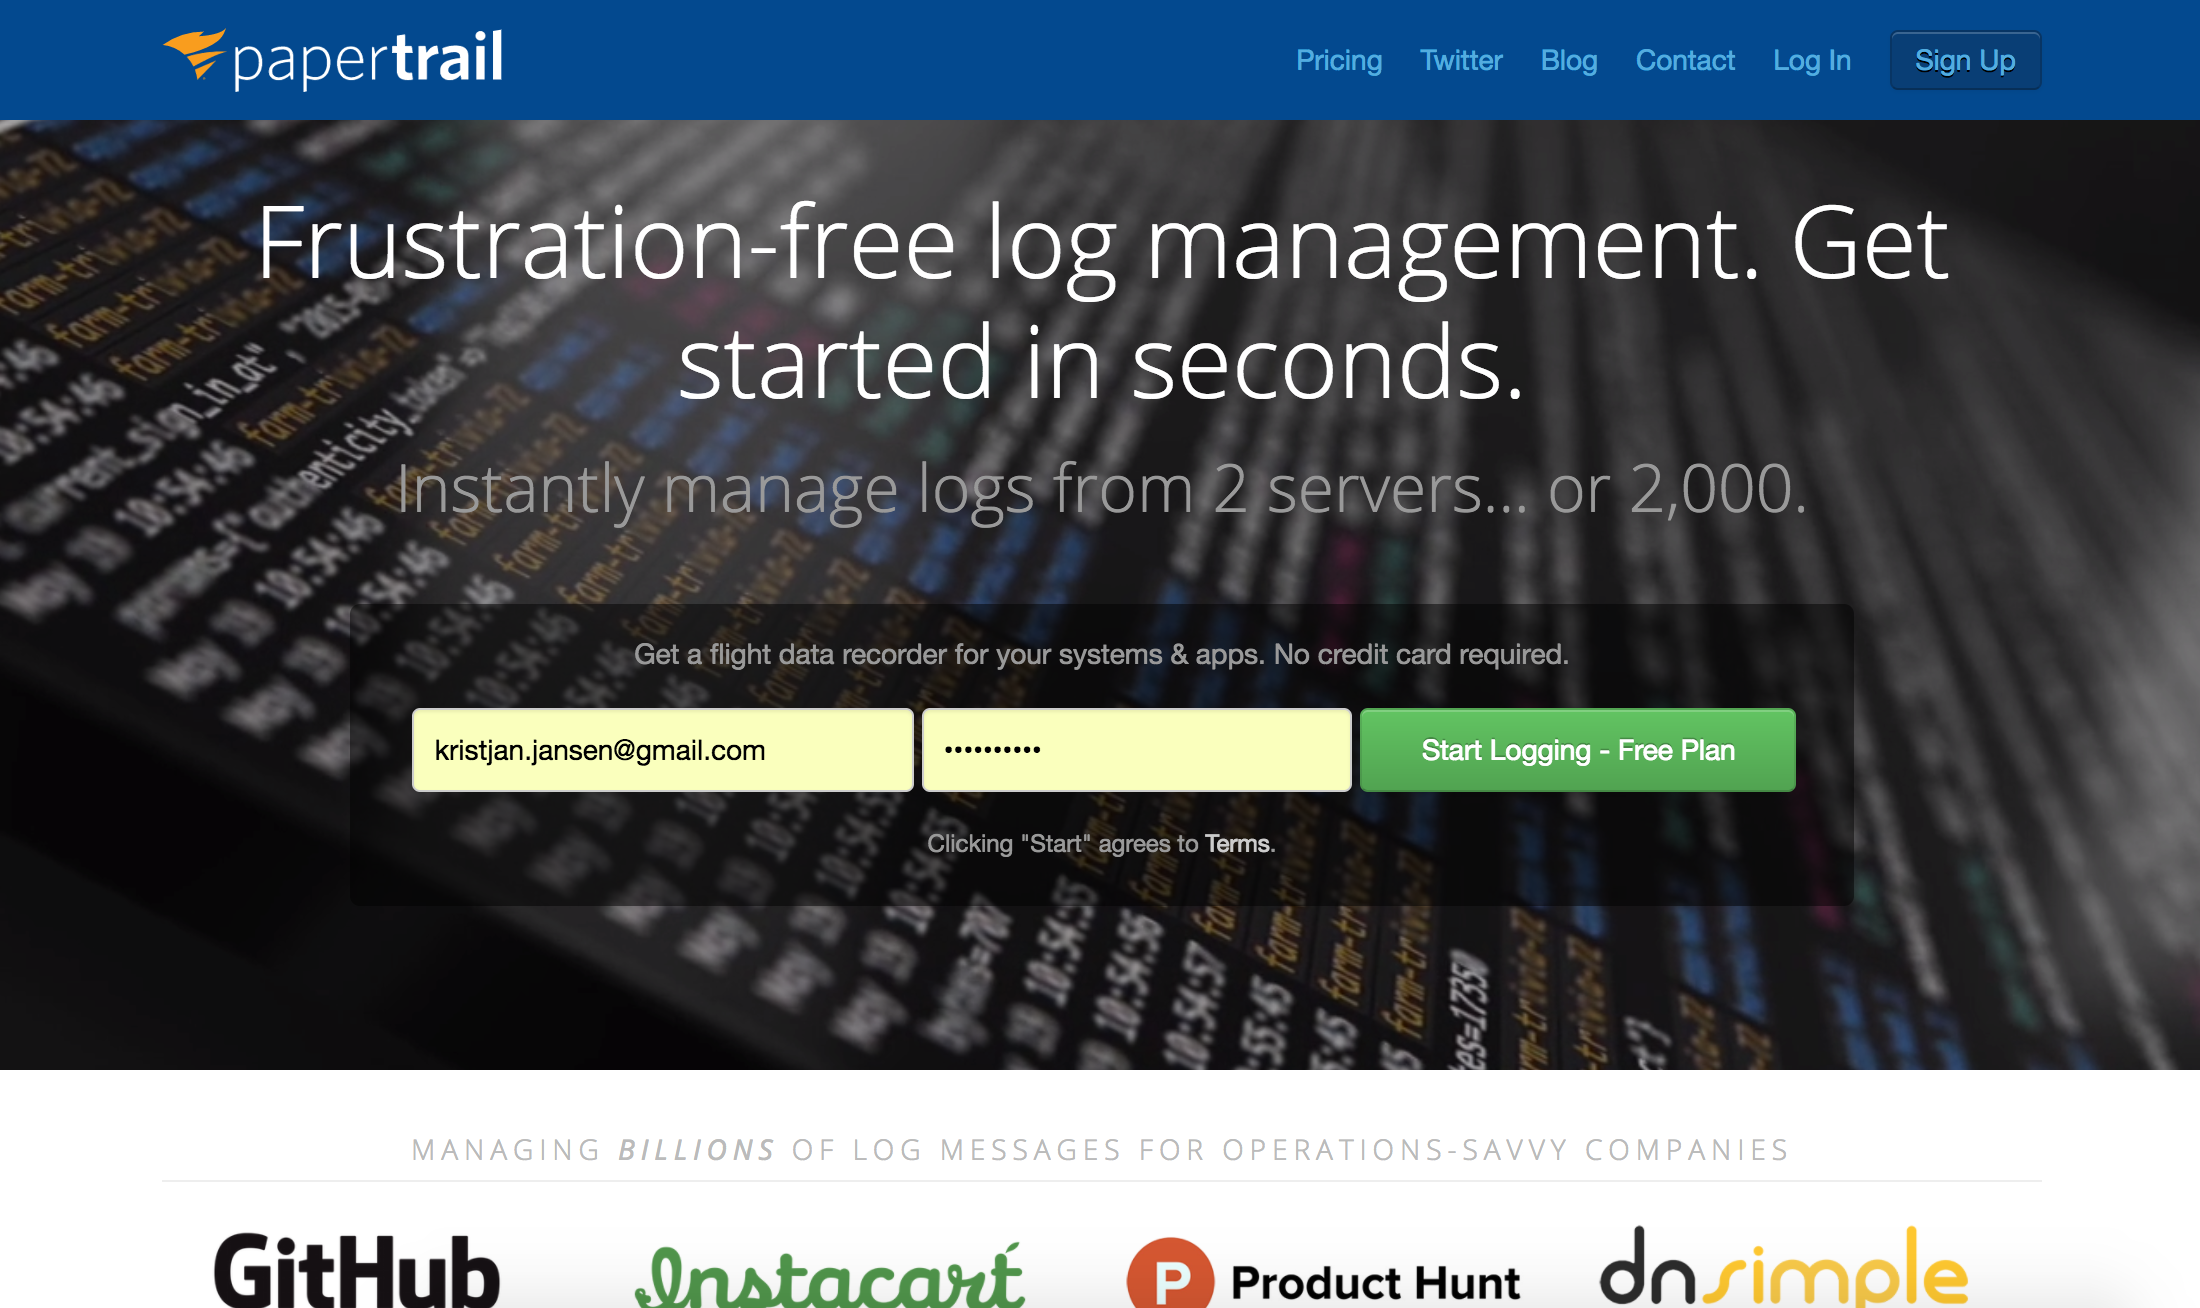 papertrail
Pricing Twitter Blog Contact Log In Sign Up
Frustration-free log management. Get
started in seconds.
Instantly manage logs from 2 servers... or 2,000.
Get a flight data recorder for your systems & apps. No credit card required.
kristjan.jansen@gmail.com •••••••••• Start Logging - Free Plan
Clicking "Start" agrees to Terms.
MANAGING BILLIONS OF LOG MESSAGES FOR OPERATIONS-SAVVY COMPANIES
GitHub Instacart P Product Hunt dnsimple